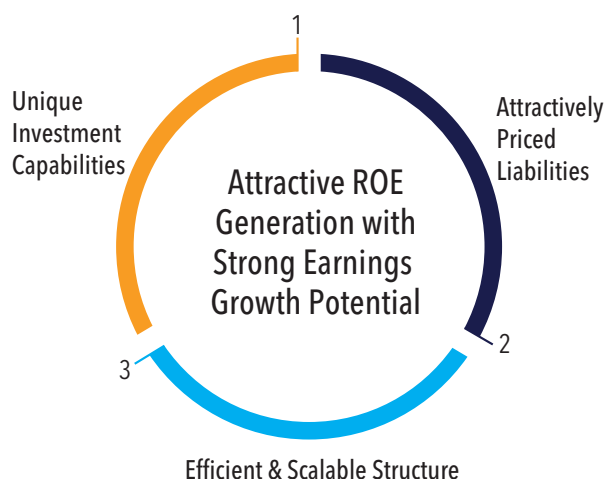 1
Unique
Investment
Capabilities
Attractively
Priced
Liabilities
Attractive ROE
Generation with
Strong Earnings
Growth Potential
2
3
Efficient & Scalable Structure